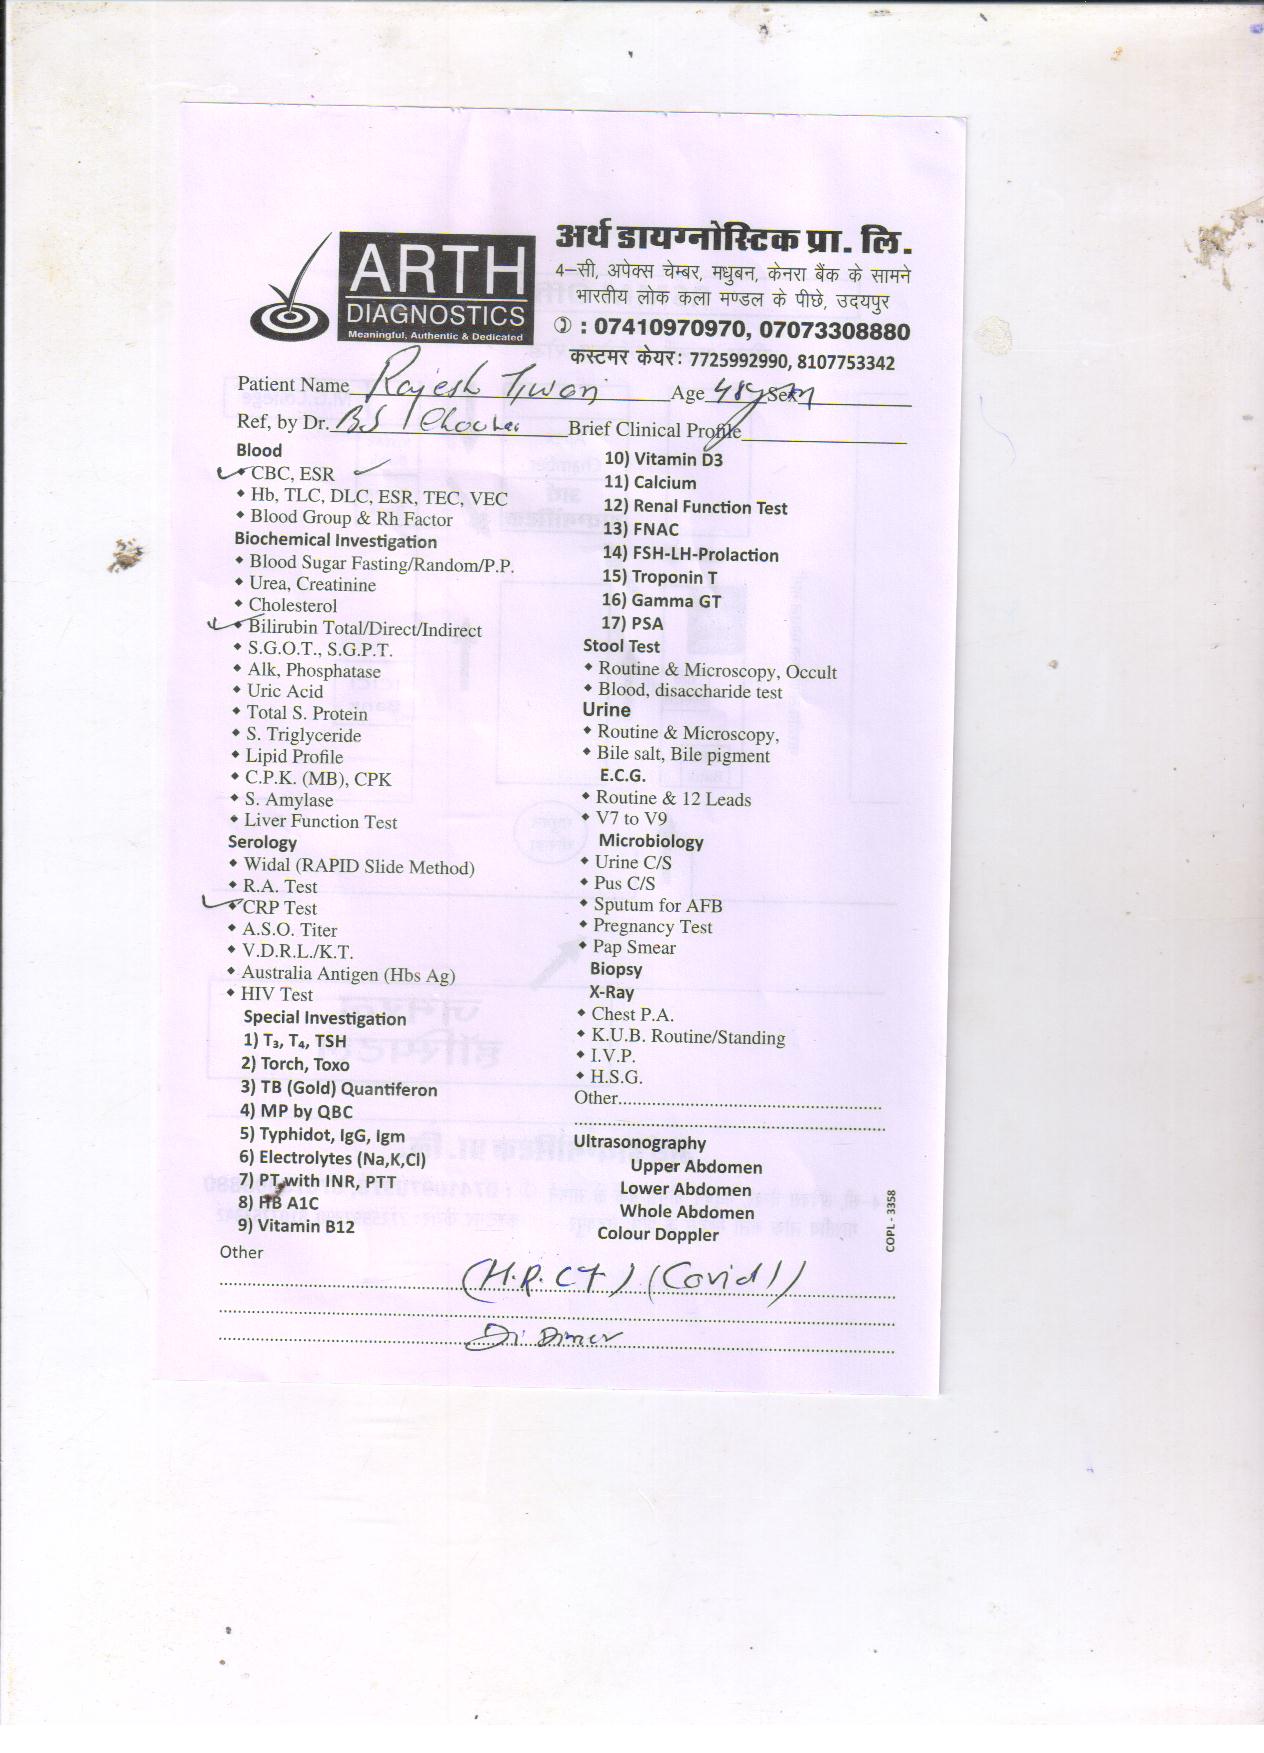 ARTH
DIAGNOSTICS
Meaningful, Authentic & Dedicated
अर्थ डायग्नोस्टिक प्रा. लि.
4–सी, अपेक्स चेम्बर, मधुबन, केनरा बैंक के सामने
भारतीय लोक कला मण्डल के पीछे, उदयपुर
✆ : 07410970970, 07073308880
कस्टमर केयर: 7725992990, 8107753342
Patient Name Rajesh Age 48y Sex M
Ref, by Dr. B.S Brief Clinical Profile
Blood
CBC, ESR
Hb, TLC, DLC, ESR, TEC, VEC
Blood Group & Rh Factor
Biochemical Investigation
Blood Sugar Fasting/Random/P.P.
Urea, Creatinine
Cholesterol
Bilirubin Total/Direct/Indirect
S.G.O.T., S.G.P.T.
Alk, Phosphatase
Uric Acid
Total S. Protein
S. Triglyceride
Lipid Profile
C.P.K. (MB), CPK
S. Amylase
Liver Function Test
Serology
Widal (RAPID Slide Method)
R.A. Test
CRP Test
A.S.O. Titer
V.D.R.L./K.T.
Australia Antigen (Hbs Ag)
HIV Test
Special Investigation
1) T₃, T₄, TSH
2) Torch, Toxo
3) TB (Gold) Quantiferon
4) MP by QBC
5) Typhidot, IgG, Igm
6) Electrolytes (Na,K,Cl)
7) PT with INR, PTT
8) HB A1C
9) Vitamin B12
10) Vitamin D3
11) Calcium
12) Renal Function Test
13) FNAC
14) FSH-LH-Prolaction
15) Troponin T
16) Gamma GT
17) PSA
Stool Test
Routine & Microscopy, Occult
Blood, disaccharide test
Urine
Routine & Microscopy,
Bile salt, Bile pigment
E.C.G.
Routine & 12 Leads
V7 to V9
Microbiology
Urine C/S
Pus C/S
Sputum for AFB
Pregnancy Test
Pap Smear
Biopsy
X-Ray
Chest P.A.
K.U.B. Routine/Standing
I.V.P.
H.S.G.
Other
Ultrasonography
Upper Abdomen
Lower Abdomen
Whole Abdomen
Colour Doppler
COPL - 3358
Other
(H.R.CT) (Covid)
Di Dimer